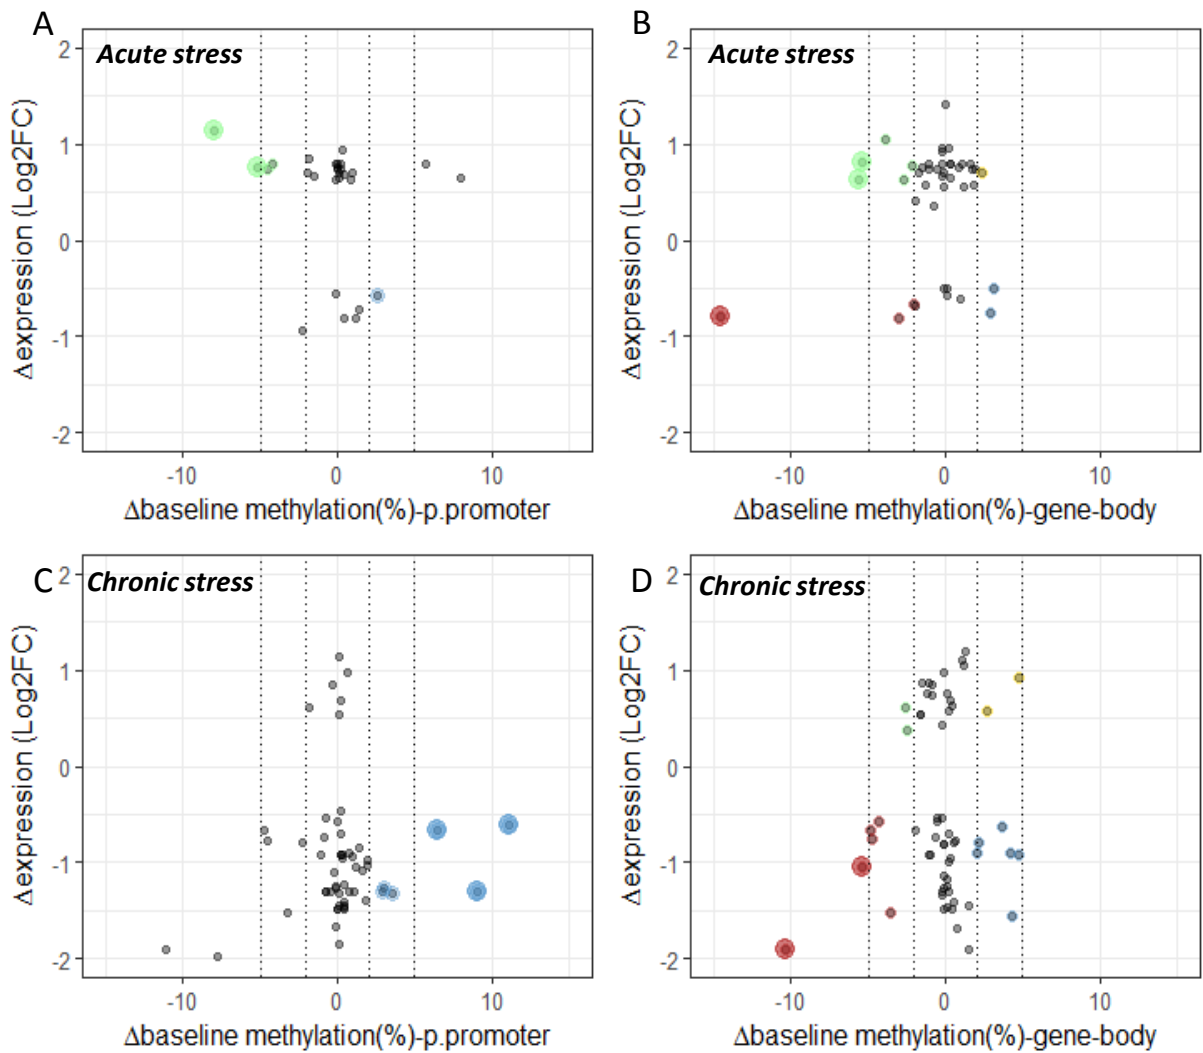 A
B
Acute stress
Acute stress
2
1
0
-1
-2
Δexpression (Log2FC)
-10
0
10
Δbaseline methylation(%)-p.promoter
2
1
0
-1
-2
Δexpression (Log2FC)
-10
0
10
Δbaseline methylation(%)-gene-body
C
D
Chronic stress
Chronic stress
2
1
0
-1
-2
Δexpression (Log2FC)
-10
0
10
Δbaseline methylation(%)-p.promoter
2
1
0
-1
-2
Δexpression (Log2FC)
-10
0
10
Δbaseline methylation(%)-gene-body